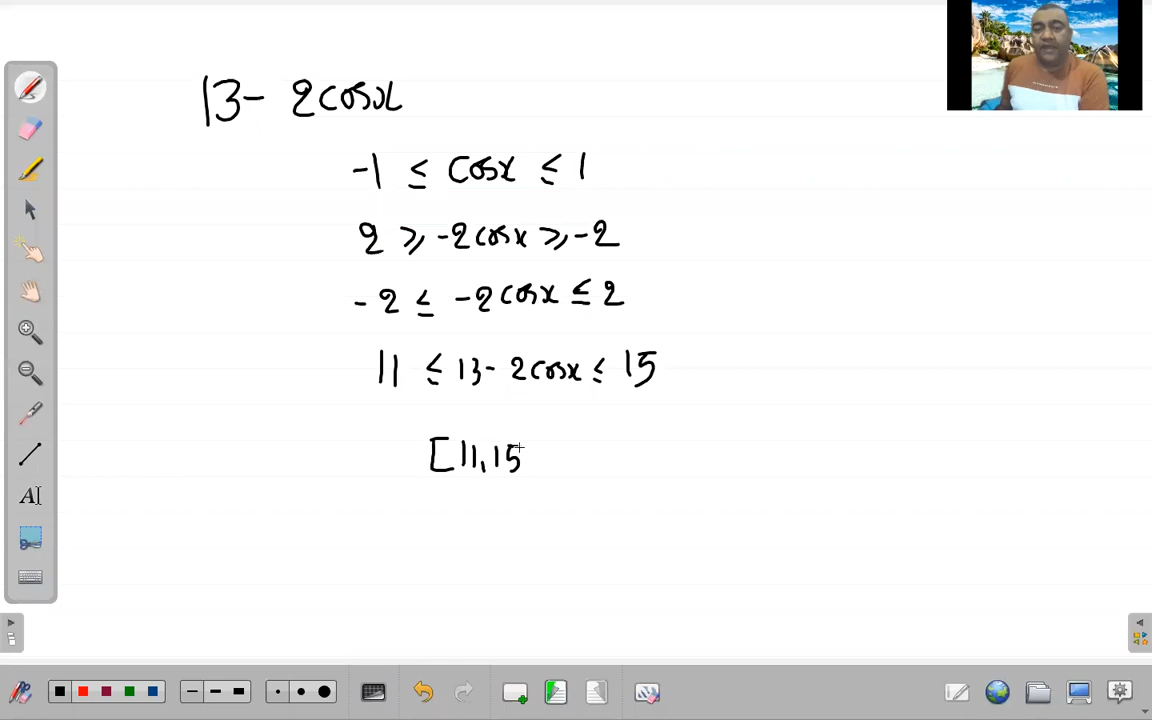 13- 2cosx
-1 ≤ cosx ≤ 1
2 ≥ -2cosx ≥ -2
-2 ≤ -2cosx ≤ 2
11 ≤ 13- 2cosx ≤ 15
[11,15